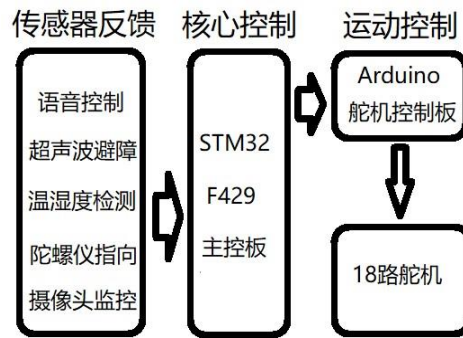 传感器反馈
语音控制
超声波避障
温湿度检测
陀螺仪指向
摄像头监控
核心控制
STM32
F429
主控板
运动控制
Arduino
舵机控制板
18路舵机